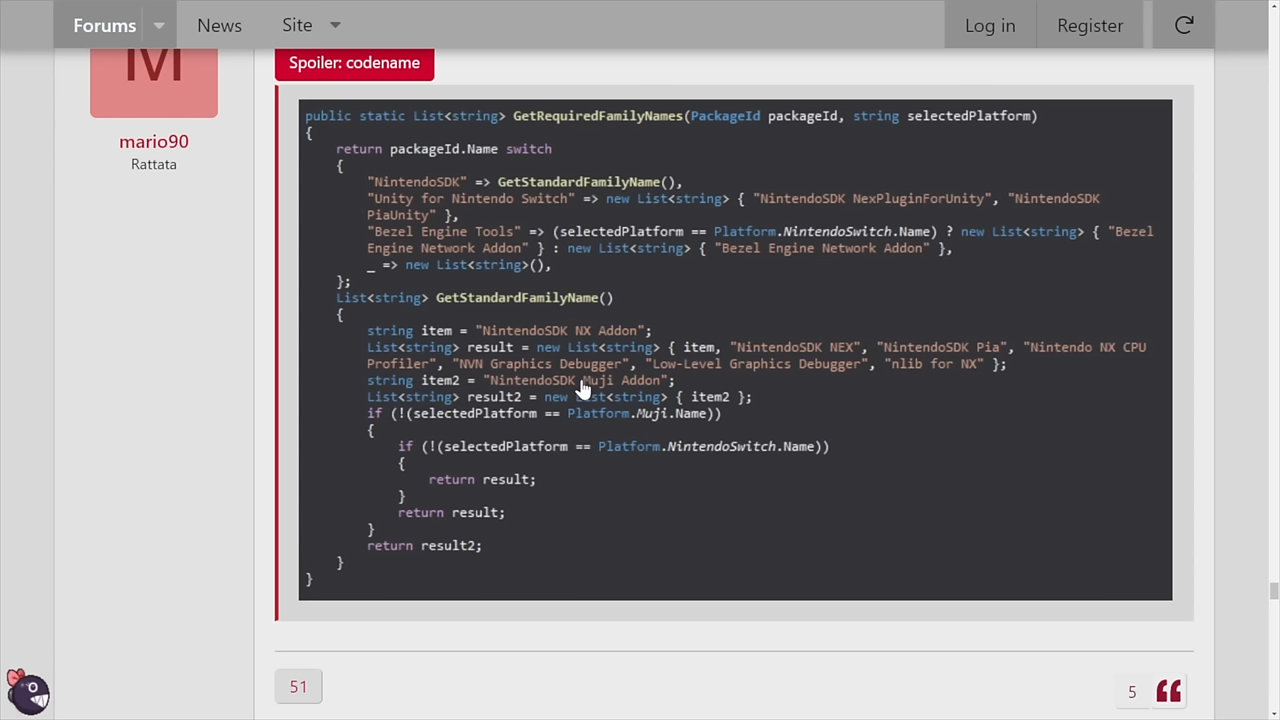 Forums News Site Log in Register
M
Spoiler: codename
mario90
Rattata
public static List<string> GetRequiredFamilyNames(PackageId packageId, string selectedPlatform)
{
return packageId.Name switch
{
"NintendoSDK" => GetStandardFamilyName(),
"Unity for Nintendo Switch" => new List<string> { "NintendoSDK NexPluginForUnity", "NintendoSDK
PiaUnity" },
"Bezel Engine Tools" => (selectedPlatform == Platform.NintendoSwitch.Name) ? new List<string> { "Bezel
Engine Network Addon" } : new List<string> { "Bezel Engine Network Addon" },
_ => new List<string>(),
};
List<string> GetStandardFamilyName()
{
string item = "NintendoSDK NX Addon";
List<string> result = new List<string> { item, "NintendoSDK NEX", "NintendoSDK Pia", "Nintendo NX CPU
Profiler", "NVN Graphics Debugger", "Low-Level Graphics Debugger", "nlib for NX" };
string item2 = "NintendoSDK Muji Addon";
List<string> result2 = new List<string> { item2 };
if (!(selectedPlatform == Platform.Muji.Name))
{
if (!(selectedPlatform == Platform.NintendoSwitch.Name))
{
return result;
}
return result;
}
return result2;
}
}
51
5